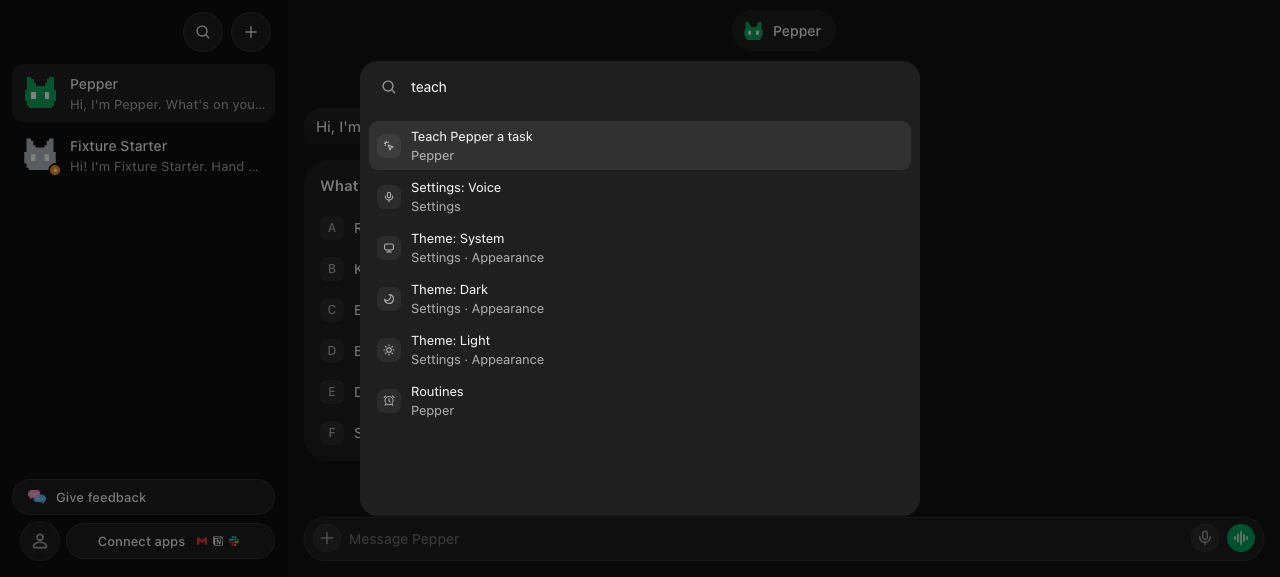 Pepper
Pepper
Hi, I'm Pepper. What's on you...
Fixture Starter
Hi! I'm Fixture Starter. Hand ...
Give feedback
Connect apps
teach
Teach Pepper a task
Pepper
Settings: Voice
Settings
Theme: System
Settings · Appearance
Theme: Dark
Settings · Appearance
Theme: Light
Settings · Appearance
Routines
Pepper
Hi, I'm
What
A
B
C
D
E
F
Message Pepper